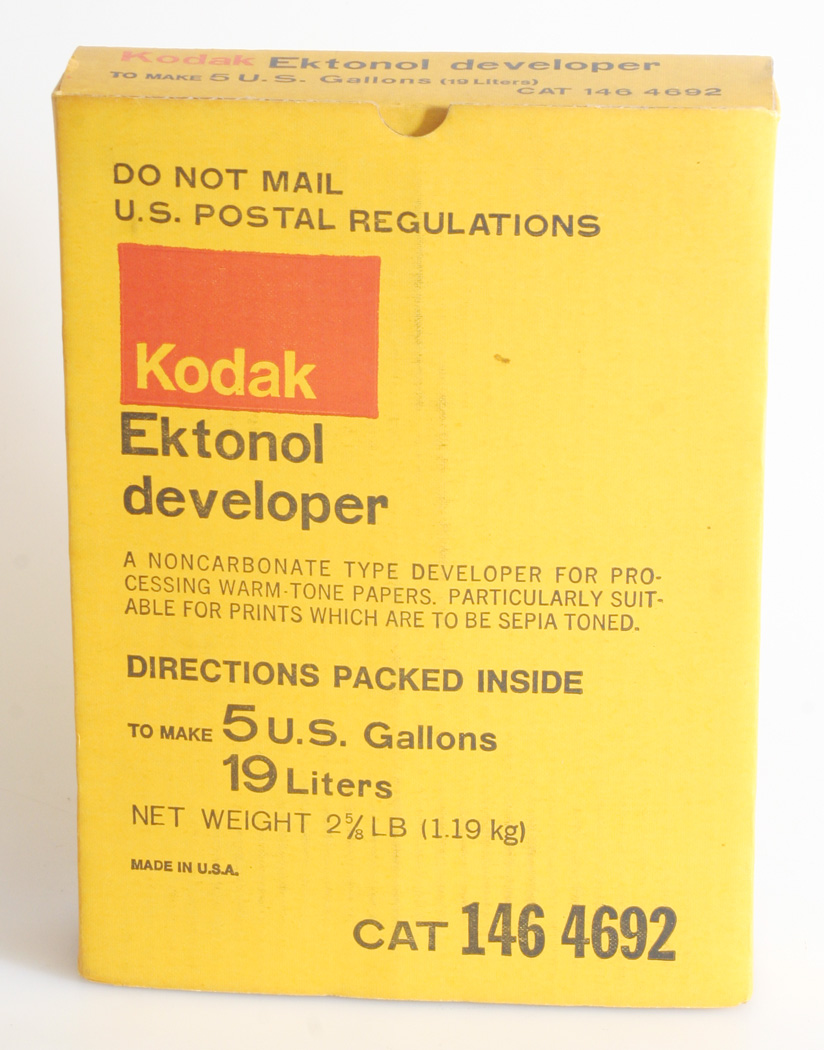 Kodak Ektonol developer
TO MAKE 5 U.S. Gallons (19 Liters)
CAT 146 4692
DO NOT MAIL
U.S. POSTAL REGULATIONS
Kodak
Ektonol
developer
A NONCARBONATE TYPE DEVELOPER FOR PRO-
CESSING WARM-TONE PAPERS. PARTICULARLY SUIT-
ABLE FOR PRINTS WHICH ARE TO BE SEPIA TONED.
DIRECTIONS PACKED INSIDE
TO MAKE 5 U.S. Gallons
19 Liters
NET WEIGHT 2⅝ LB (1.19 kg)
MADE IN U.S.A.
CAT 146 4692